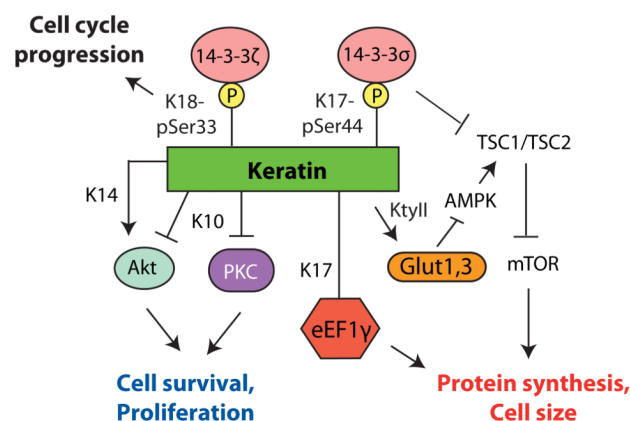 Cell cycle
progression
14-3-3ζ
14-3-3σ
P
P
K18-
pSer33
K17-
pSer44
TSC1/TSC2
Keratin
K14
K10
KtyII
AMPK
Akt
PKC
K17
Glut1,3
mTOR
eEF1γ
Cell survival,
Proliferation
Protein synthesis,
Cell size